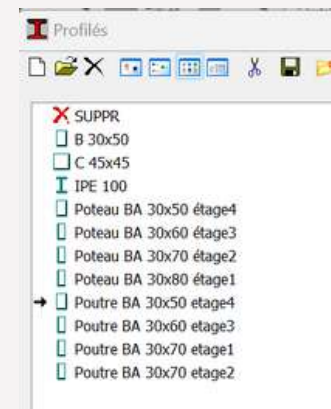 Profilés
SUPPR
B 30x50
C 45x45
IPE 100
Poteau BA 30x50 étage4
Poteau BA 30x60 étage3
Poteau BA 30x70 étage2
Poteau BA 30x80 étage1
Poutre BA 30x50 etage4
Poutre BA 30x60 etage3
Poutre BA 30x70 etage1
Poutre BA 30x70 etage2